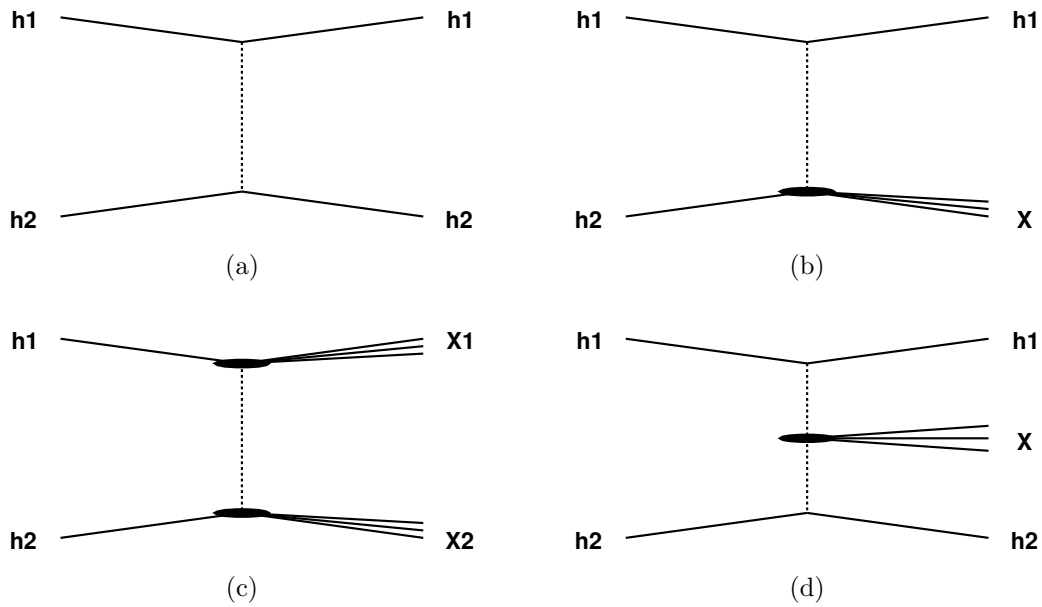 h1 h1 h1 h1
h2 h2 h2 X
(a) (b)
h1 X1 h1 h1
X
h2 X2 h2 h2
(c) (d)